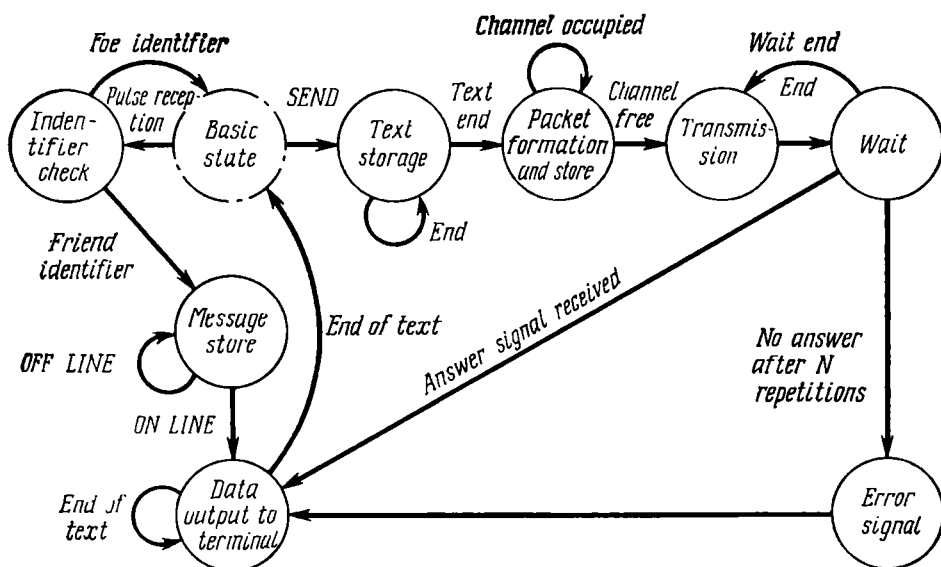 Foe identifier
Pulse recep-
tion
Inden-
tifier
check
Basic
state
SEND
Text
storage
End
Text
end
Channel occupied
Packet
formation
and store
Channel
free
Transmis-
sion
Wait end
End
Wait
Friend
identifier
Message
store
OFF LINE
ON LINE
End of text
Answer signal received
No answer
after N
repetitions
End of
text
Data
output to
terminal
Error
signal